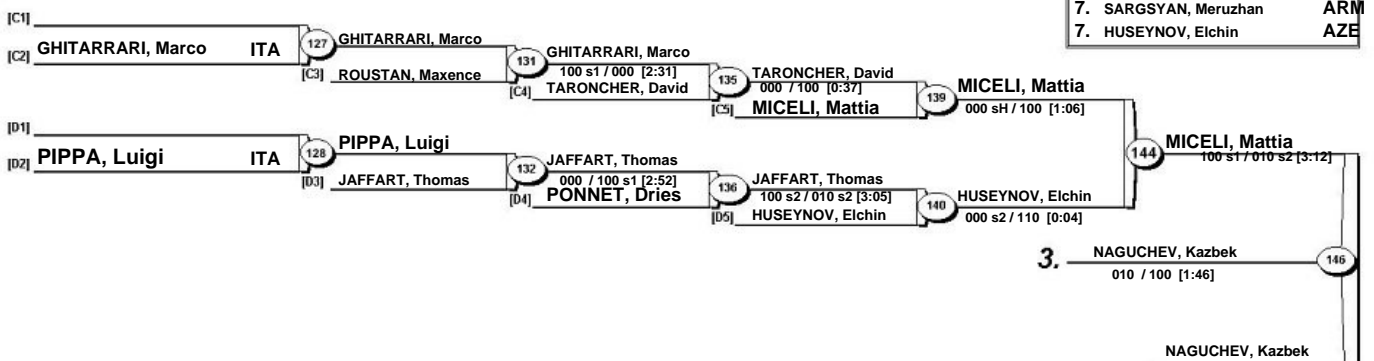 7. SARGSYAN, Meruzhan ARM
7. HUSEYNOV, Elchin AZE
[C1]
[C2] GHITARRARI, Marco ITA
127
GHITARRARI, Marco
[C3] ROUSTAN, Maxence
131
GHITARRARI, Marco
100 s1 / 000 [2:31]
[C4] TARONCHER, David
135
TARONCHER, David
000 / 100 [0:37]
[C5] MICELI, Mattia
139
MICELI, Mattia
000 sH / 100 [1:06]
[D1]
[D2] PIPPA, Luigi ITA
128
PIPPA, Luigi
[D3] JAFFART, Thomas
132
JAFFART, Thomas
000 / 100 s1 [2:52]
[D4] PONNET, Dries
136
JAFFART, Thomas
100 s2 / 010 s2 [3:05]
[D5] HUSEYNOV, Elchin
140
HUSEYNOV, Elchin
000 s2 / 110 [0:04]
144
MICELI, Mattia
100 s1 / 010 s2 [3:12]
3. NAGUCHEV, Kazbek
010 / 100 [1:46]
146
NAGUCHEV, Kazbek